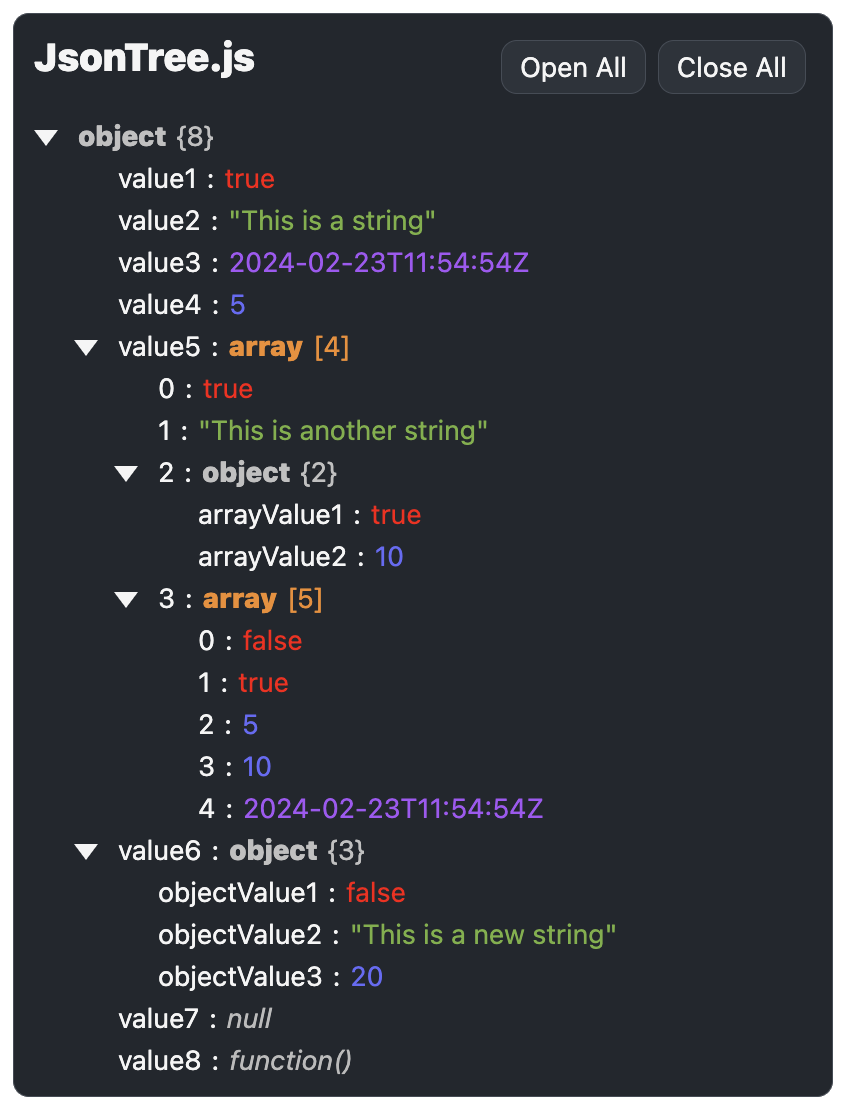 JsonTree.js
Open All
Close All
object {8}
value1 : true
value2 : "This is a string"
value3 : 2024-02-23T11:54:54Z
value4 : 5
value5 : array [4]
0 : true
1 : "This is another string"
2 : object {2}
arrayValue1 : true
arrayValue2 : 10
3 : array [5]
0 : false
1 : true
2 : 5
3 : 10
4 : 2024-02-23T11:54:54Z
value6 : object {3}
objectValue1 : false
objectValue2 : "This is a new string"
objectValue3 : 20
value7 : null
value8 : function()